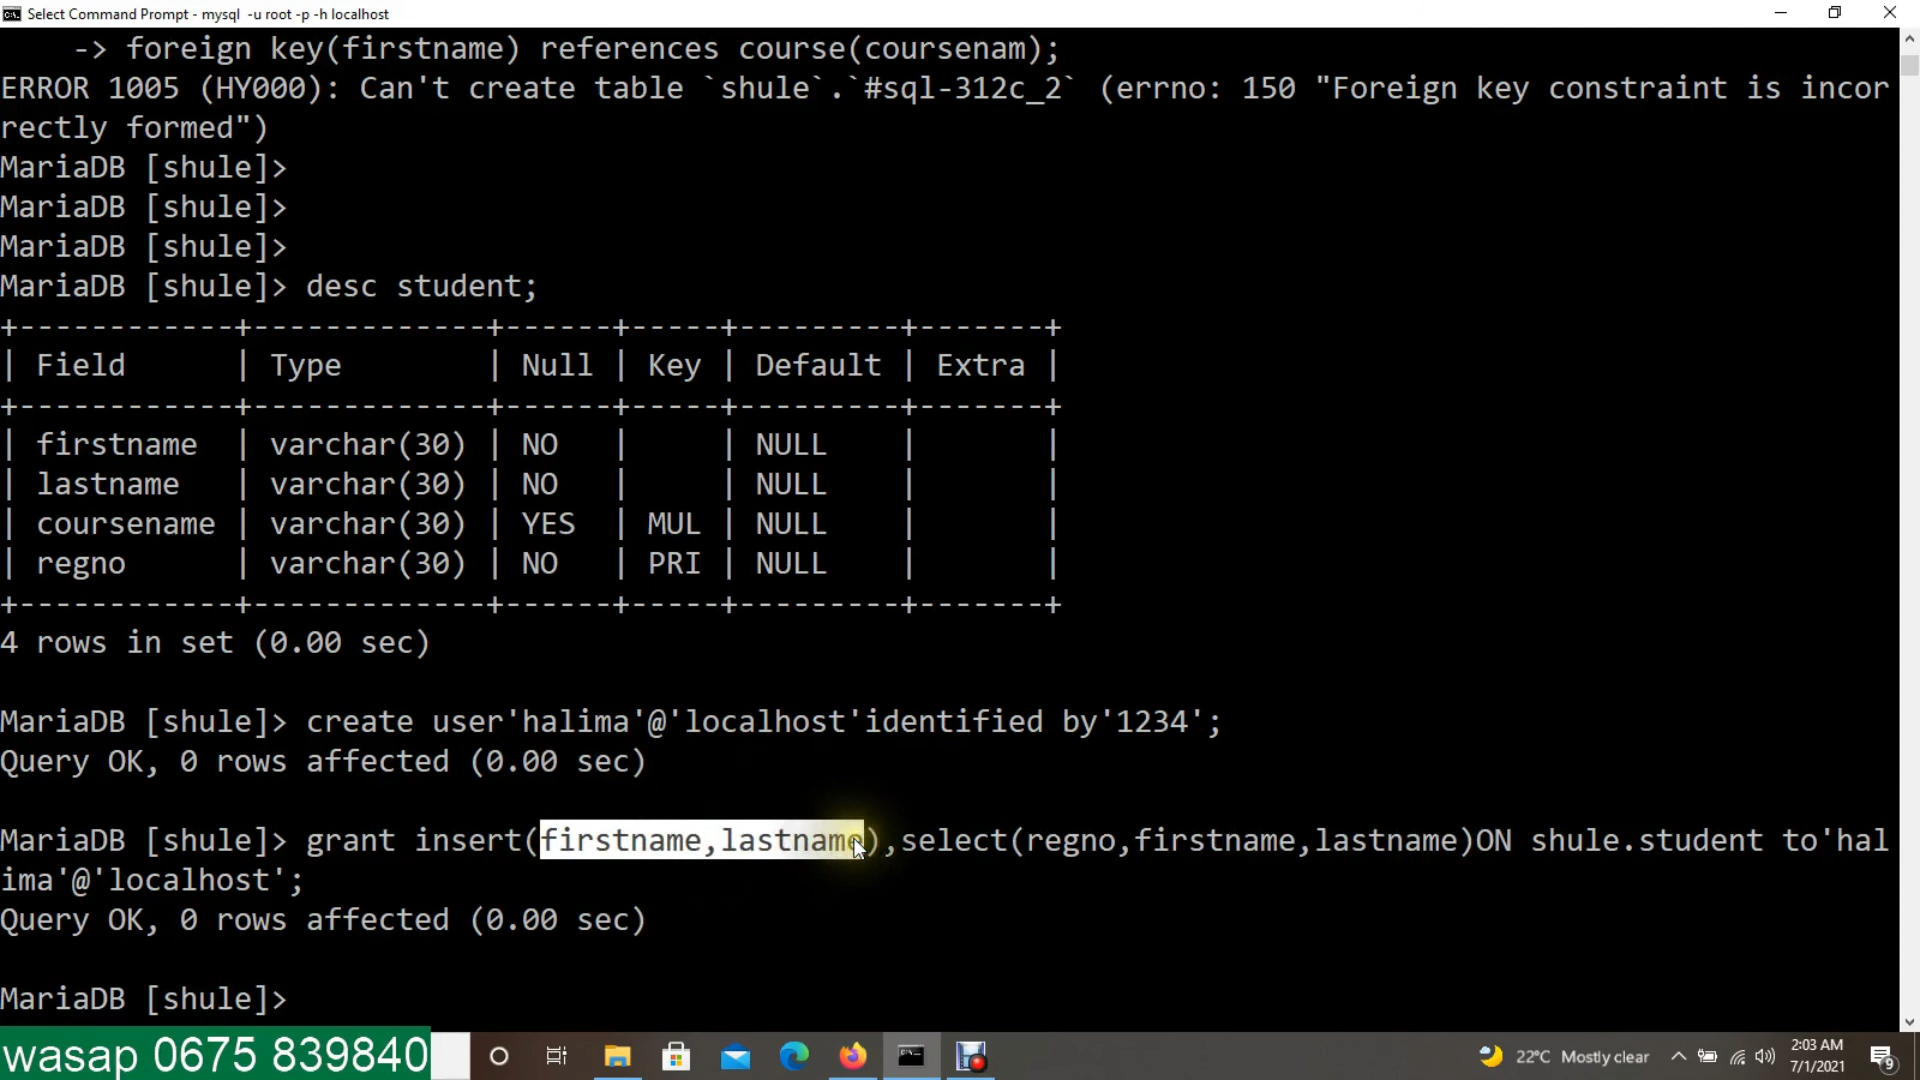 Select Command Prompt - mysql  -u root -p -h localhost
    -> foreign key(firstname) references course(coursenam);
ERROR 1005 (HY000): Can't create table `shule`.`#sql-312c_2` (errno: 150 "Foreign key constraint is incor
rectly formed")
MariaDB [shule]>
MariaDB [shule]>
MariaDB [shule]>
MariaDB [shule]> desc student;
+------------+-------------+------+-----+---------+-------+
| Field      | Type        | Null | Key | Default | Extra |
+------------+-------------+------+-----+---------+-------+
| firstname  | varchar(30) | NO   |     | NULL    |       |
| lastname   | varchar(30) | NO   |     | NULL    |       |
| coursename | varchar(30) | YES  | MUL | NULL    |       |
| regno      | varchar(30) | NO   | PRI | NULL    |       |
+------------+-------------+------+-----+---------+-------+
4 rows in set (0.00 sec)
MariaDB [shule]> create user'halima'@'localhost'identified by'1234';
Query OK, 0 rows affected (0.00 sec)
MariaDB [shule]> grant insert(firstname,lastname),select(regno,firstname,lastname)ON shule.student to'hal
ima'@'localhost';
Query OK, 0 rows affected (0.00 sec)
MariaDB [shule]>
wasap 0675 839840
22°C Mostly clear
2:03 AM
7/1/2021
9